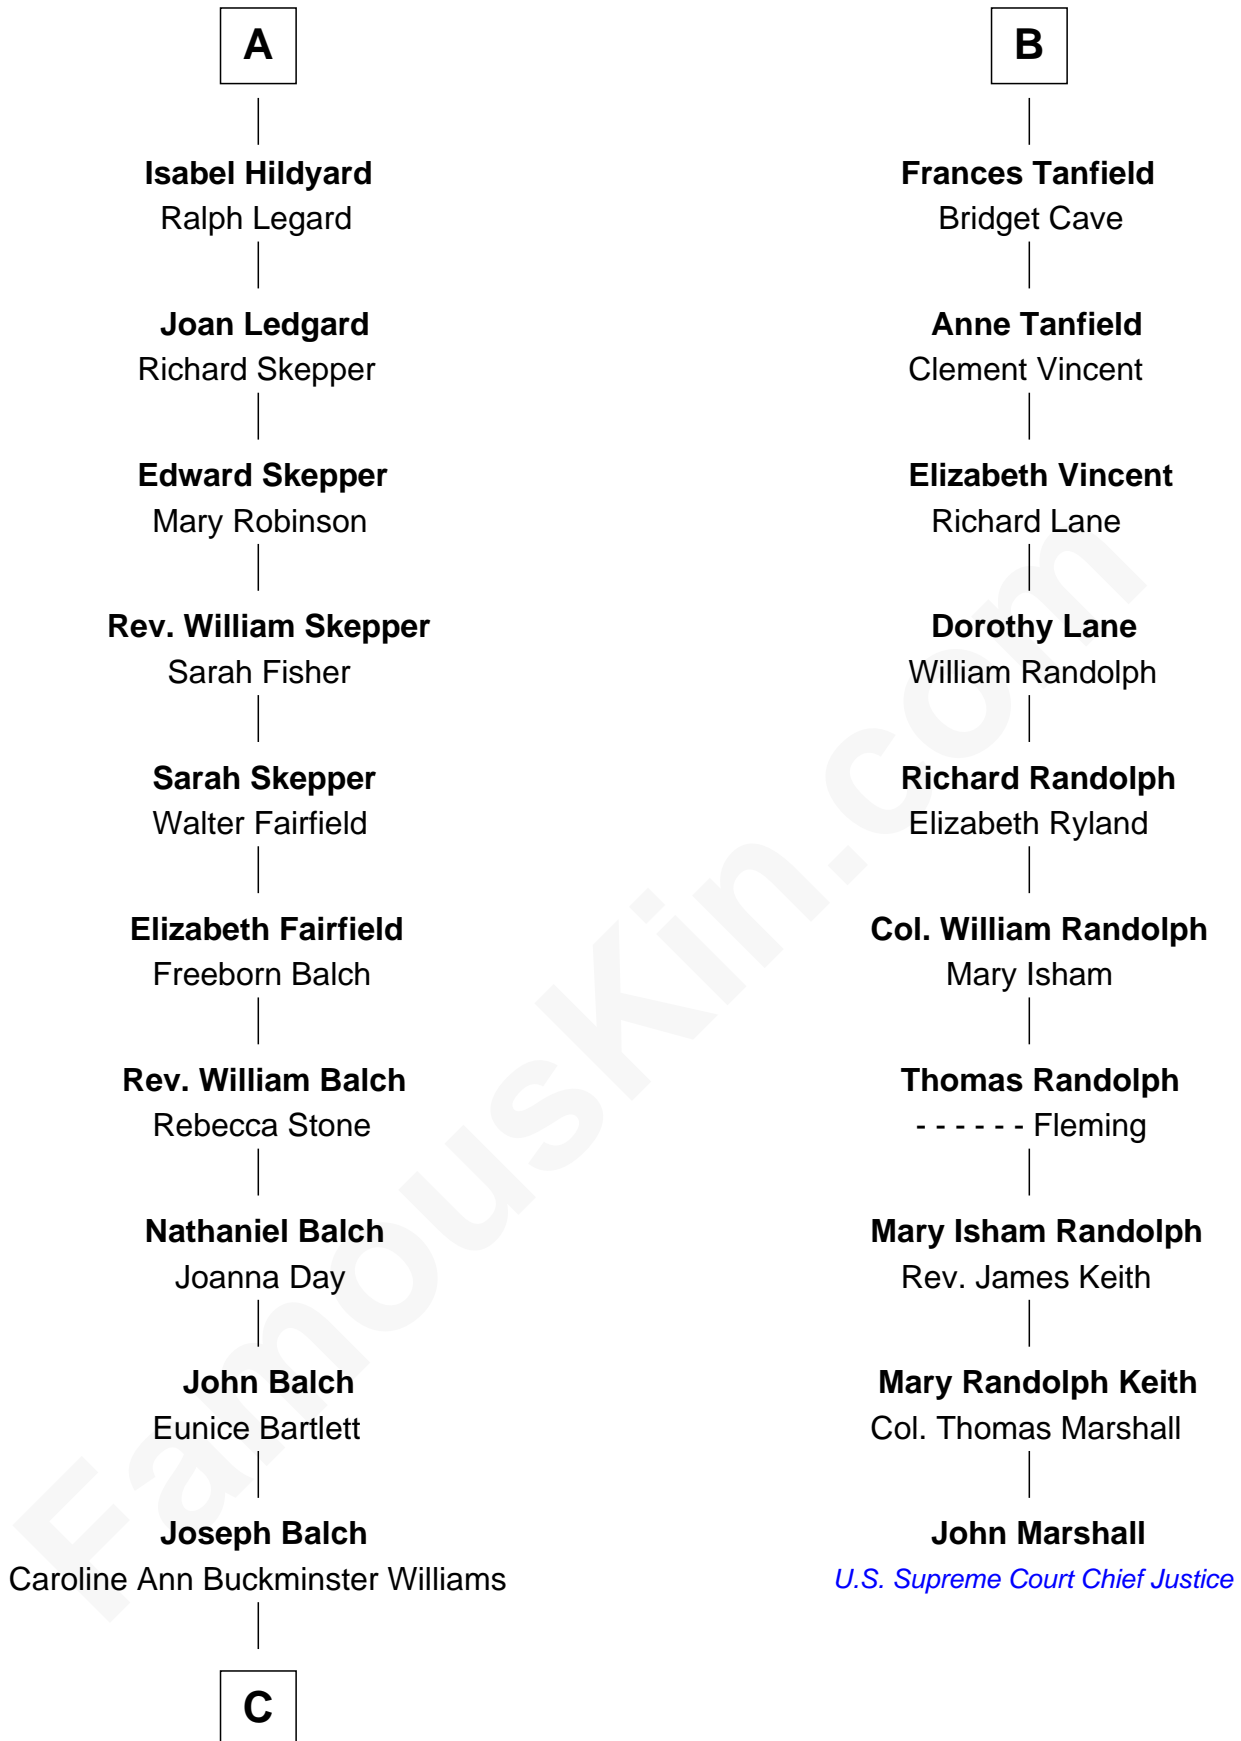 A
Isabel Hildyard
Ralph Legard
Joan Ledgard
Richard Skepper
Edward Skepper
Mary Robinson
Rev. William Skepper
Sarah Fisher
Sarah Skepper
Walter Fairfield
Elizabeth Fairfield
Freeborn Balch
Rev. William Balch
Rebecca Stone
Nathaniel Balch
Joanna Day
John Balch
Eunice Bartlett
Joseph Balch
Caroline Ann Buckminster Williams
C
B
Frances Tanfield
Bridget Cave
Anne Tanfield
Clement Vincent
Elizabeth Vincent
Richard Lane
Dorothy Lane
William Randolph
Richard Randolph
Elizabeth Ryland
Col. William Randolph
Mary Isham
Thomas Randolph
- - - - - - Fleming
Mary Isham Randolph
Rev. James Keith
Mary Randolph Keith
Col. Thomas Marshall
John Marshall
U.S. Supreme Court Chief Justice
FamousKin.com